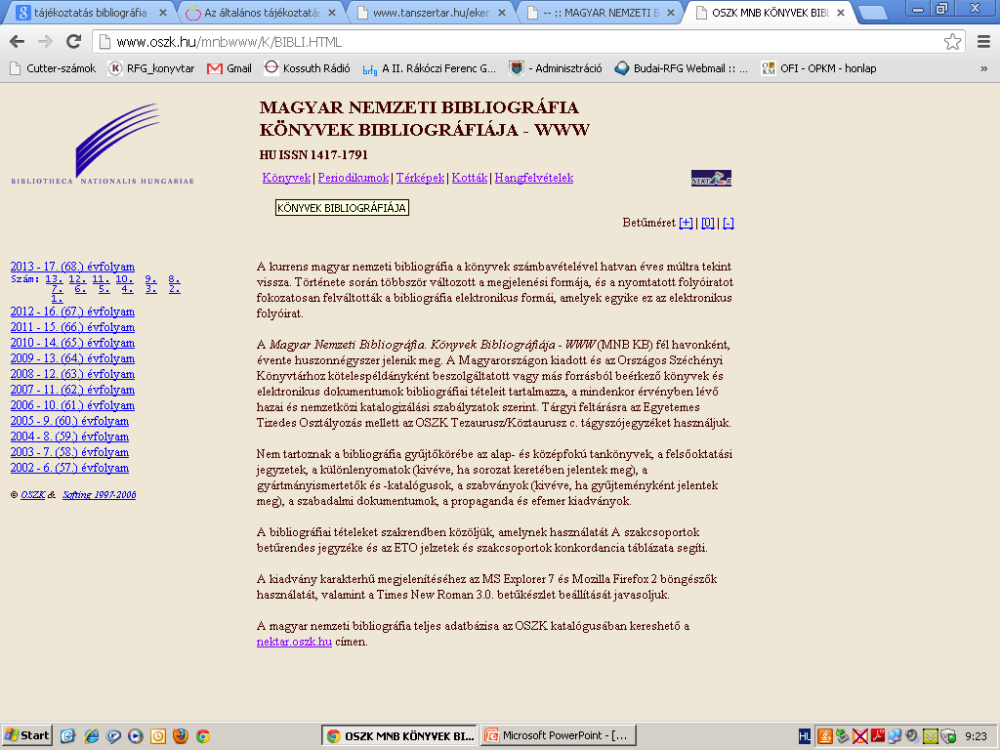 tájékoztatás bibliográfia
Az általános tájékoztatás
www.tanszertar.hu/eker
-- :: MAGYAR NEMZETI B
OSZK MNB KÖNYVEK BIBL
www.oszk.hu/mnbwww/K/BIBLI.HTML
Cutter-számok
RFG_konyvtar
Gmail
Kossuth Rádió
A II. Rákóczi Ferenc G...
- Adminisztráció
Budai-RFG Webmail :: ...
OFI - OPKM - honlap
»
BIBLIOTHECA NATIONALIS HUNGARIAE
MAGYAR NEMZETI BIBLIOGRÁFIA
KÖNYVEK BIBLIOGRÁFIÁJA - WWW
HU ISSN 1417-1791
Könyvek | Periodikumok | Térképek | Kották | Hangfelvételek
KÖNYVEK BIBLIOGRÁFIÁJA
Betűméret [+] | [0] | [-]
2013 - 17. (68.) évfolyam
Szám: 13. 12. 11. 10. 9. 8.
7. 6. 5. 4. 3. 2.
1.
2012 - 16. (67.) évfolyam
2011 - 15. (66.) évfolyam
2010 - 14. (65.) évfolyam
2009 - 13. (64.) évfolyam
2008 - 12. (63.) évfolyam
2007 - 11. (62.) évfolyam
2006 - 10. (61.) évfolyam
2005 - 9. (60.) évfolyam
2004 - 8. (59.) évfolyam
2003 - 7. (58.) évfolyam
2002 - 6. (57.) évfolyam
© OSZK & Safting 1997-2006
A kurrens magyar nemzeti bibliográfia a könyvek számbavételével hatvan éves múltra tekint
vissza. Története során többször változott a megjelenési formája, és a nyomtatott folyóiratot
fokozatosan felváltották a bibliográfia elektronikus formái, amelyek egyike ez az elektronikus
folyóirat.
A Magyar Nemzeti Bibliográfia. Könyvek Bibliográfiája - WWW (MNB KB) fél havonként,
évente huszonnégyszer jelenik meg. A Magyarországon kiadott és az Országos Széchényi
Könyvtárhoz kötelespéldányként beszolgáltatott vagy más forrásból beérkező könyvek és
elektronikus dokumentumok bibliográfiai tételeit tartalmazza, a mindenkor érvényben lévő
hazai és nemzetközi katalogizálási szabályzatok szerint. Tárgyi feltárásra az Egyetemes
Tizedes Osztályozás mellett az OSZK Tezaurusz/Köztaurusz c. tágyszójegyzéket használjuk.
Nem tartoznak a bibliográfia gyűjtőkörébe az alap- és középfokú tankönyvek, a felsőoktatási
jegyzetek, a különlenyomatok (kivéve, ha sorozat keretében jelentek meg), a
gyártmányismertetők és -katalógusok, a szabványok (kivéve, ha gyűjteményként jelentek
meg), a szabadalmi dokumentumok, a propaganda és efemer kiadványok.
A bibliográfiai tételeket szakrendben közöljük, amelynek használatát A szakcsoportok
betűrendes jegyzéke és az ETO jelzetek és szakcsoportok konkordancia táblázata segíti.
A kiadvány karakterhű megjelenítéséhez az MS Explorer 7 és Mozilla Firefox 2 böngészők
használatát, valamint a Times New Roman 3.0. betűkészlet beállítását javasoljuk.
A magyar nemzeti bibliográfia teljes adatbázisa az OSZK katalógusában kereshető a
nektar.oszk.hu címen.
Start
OSZK MNB KÖNYVEK BI...
Microsoft PowerPoint - [...
HU
9:23